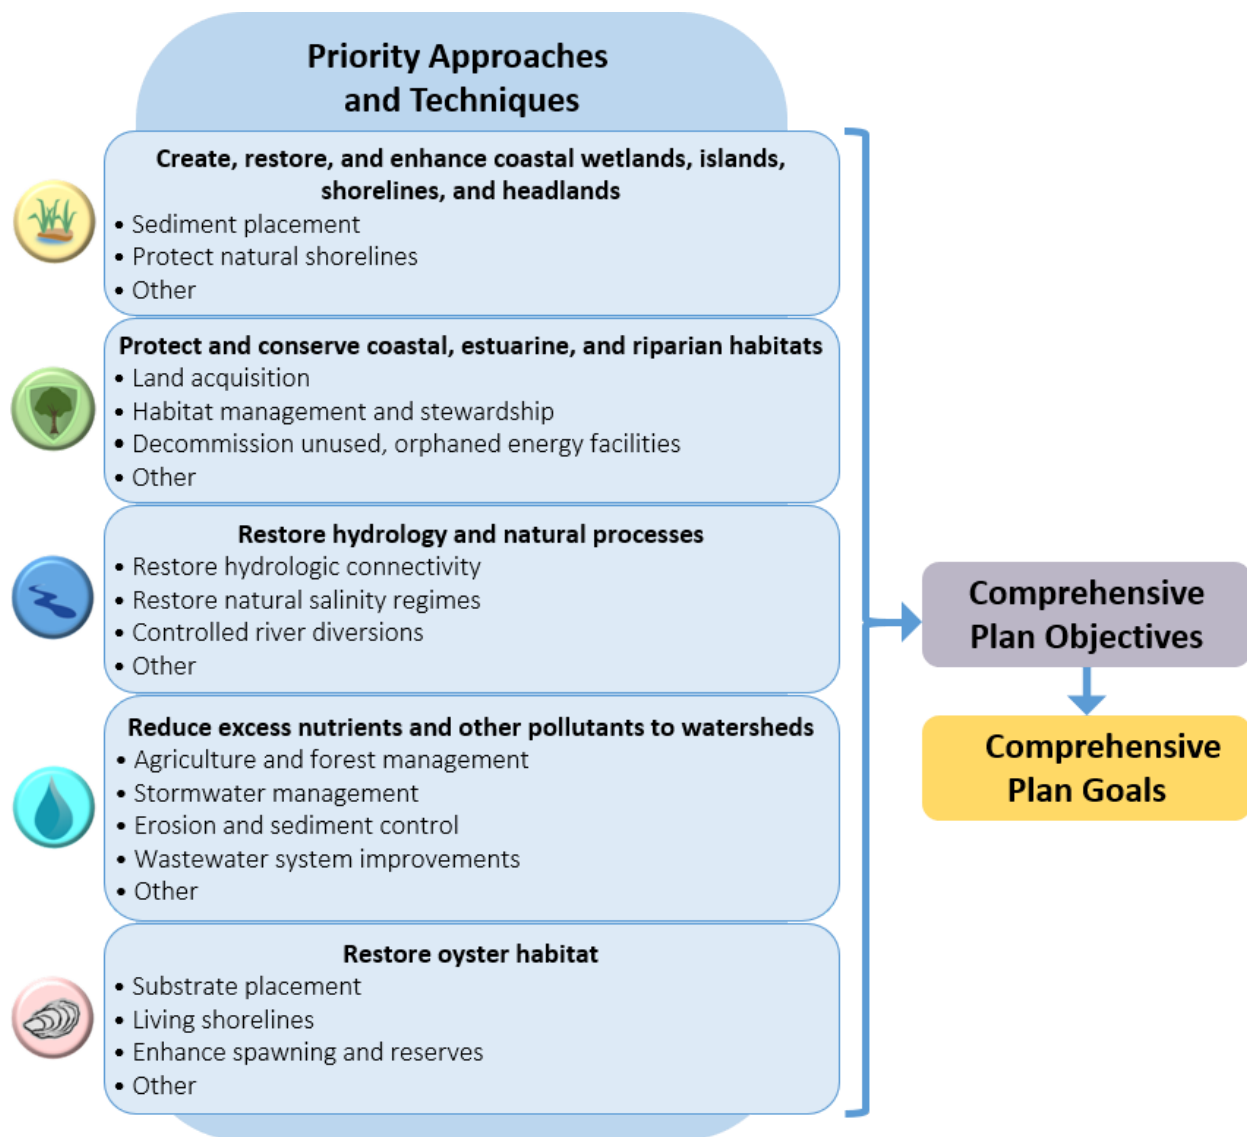 Priority Approaches
and Techniques
Create, restore, and enhance coastal wetlands, islands,
shorelines, and headlands
• Sediment placement
• Protect natural shorelines
• Other
Protect and conserve coastal, estuarine, and riparian habitats
• Land acquisition
• Habitat management and stewardship
• Decommission unused, orphaned energy facilities
• Other
Restore hydrology and natural processes
• Restore hydrologic connectivity
• Restore natural salinity regimes
• Controlled river diversions
• Other
Reduce excess nutrients and other pollutants to watersheds
• Agriculture and forest management
• Stormwater management
• Erosion and sediment control
• Wastewater system improvements
• Other
Restore oyster habitat
• Substrate placement
• Living shorelines
• Enhance spawning and reserves
• Other
Comprehensive
Plan Objectives
Comprehensive
Plan Goals